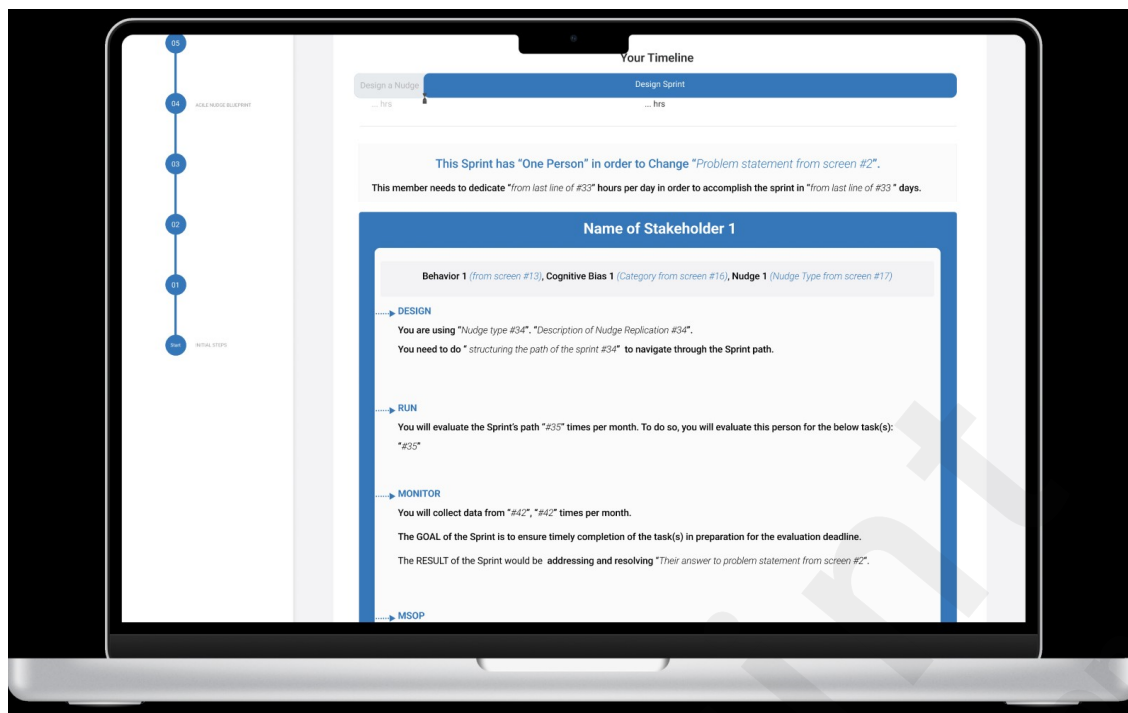 05
04
AGILE NUDGE BLUEPRINT
03
02
01
Start
INITIAL STEPS
Your Timeline
Design a Nudge
Design Sprint
... hrs
... hrs
This Sprint has “One Person” in order to Change “Problem statement from screen #2”.
This member needs to dedicate “from last line of #33” hours per day in order to accomplish the sprint in “from last line of #33 ” days.
Name of Stakeholder 1
Behavior 1 (from screen #13), Cognitive Bias 1 (Category from screen #16), Nudge 1 (Nudge Type from screen #17)
DESIGN
You are using “Nudge type #34”. “Description of Nudge Replication #34”.
You need to do “ structuring the path of the sprint #34” to navigate through the Sprint path.
RUN
You will evaluate the Sprint's path “#35” times per month. To do so, you will evaluate this person for the below task(s):
“#35”
MONITOR
You will collect data from “#42”, “#42” times per month.
The GOAL of the Sprint is to ensure timely completion of the task(s) in preparation for the evaluation deadline.
The RESULT of the Sprint would be addressing and resolving “Their answer to problem statement from screen #2”.
MSOP